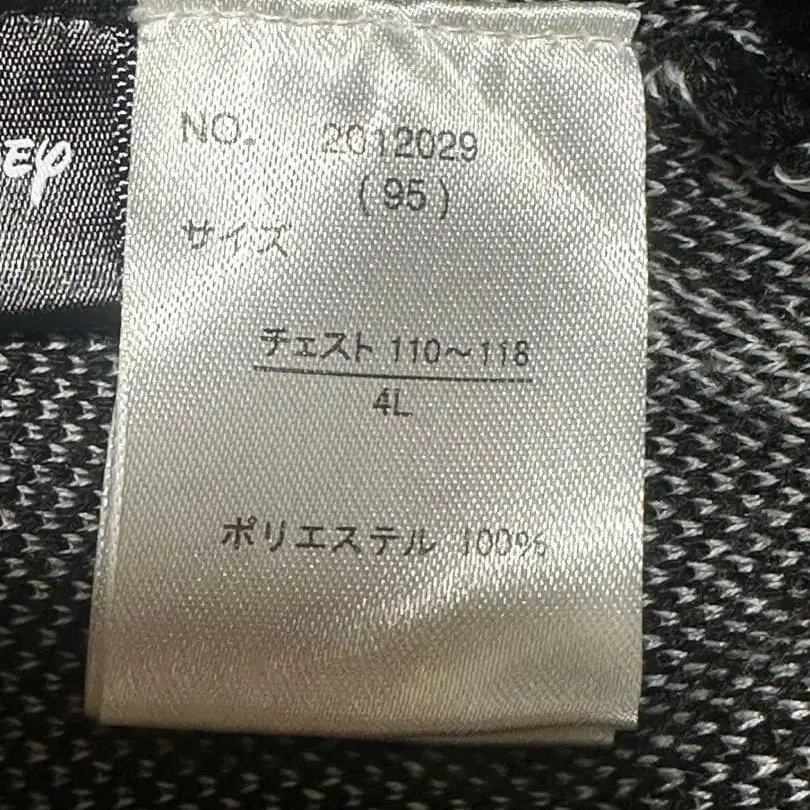 NO. 2012029
(95)
サイズ
チェスト 110～118
4L
ポリエステル 100%